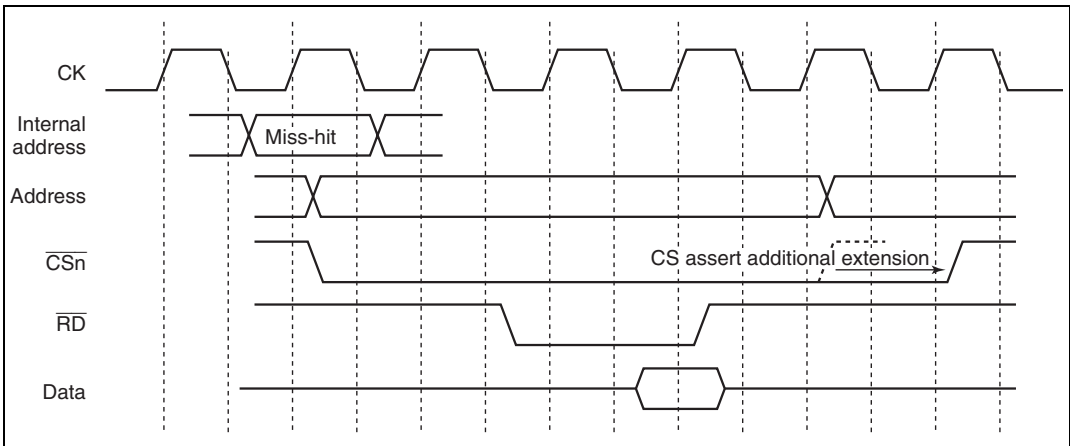 CK
Internal
address
Miss-hit
Address
CSn
CS assert additional extension
RD
Data